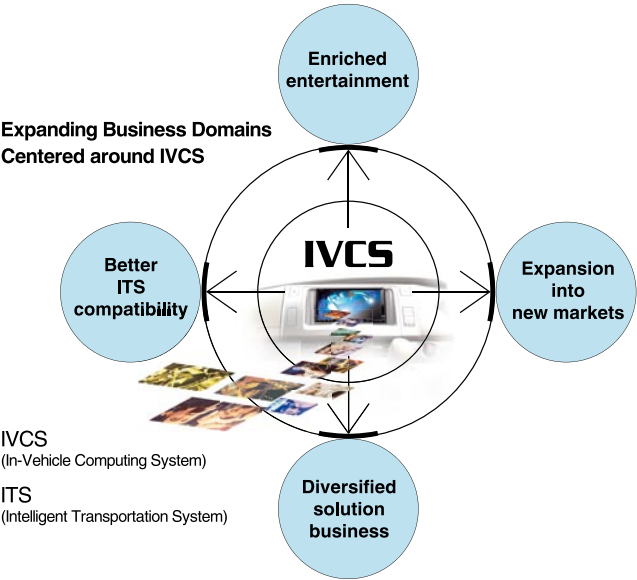 Enriched
entertainment
Expanding Business Domains
Centered around IVCS
IVCS
Better
ITS
compatibility
Expansion
into
new markets
IVCS
(In-Vehicle Computing System)
ITS
(Intelligent Transportation System)
Diversified
solution
business